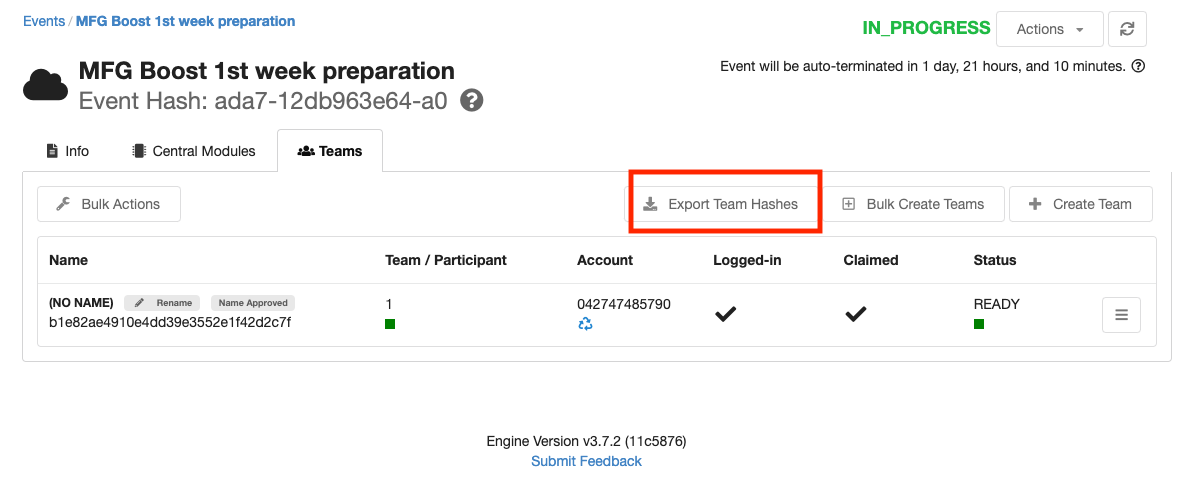 Events / MFG Boost 1st week preparation
IN_PROGRESS
Actions
MFG Boost 1st week preparation
Event will be auto-terminated in 1 day, 21 hours, and 10 minutes.
Event Hash: ada7-12db963e64-a0
Info
Central Modules
Teams
Bulk Actions
Export Team Hashes
Bulk Create Teams
Create Team
Name Team / Participant Account Logged-in Claimed Status
(NO NAME) Rename Name Approved 1 042747485790 READY
b1e82ae4910e4dd39e3552e1f42d2c7f
Engine Version v3.7.2 (11c5876)
Submit Feedback